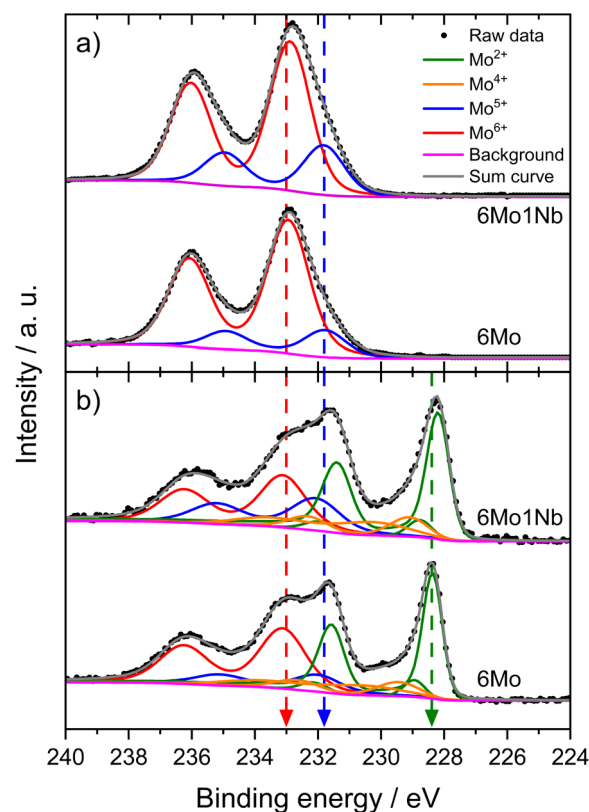 a)
Raw data
Mo²⁺
Mo⁴⁺
Mo⁵⁺
Mo⁶⁺
Background
Sum curve
6Mo1Nb
6Mo
b)
6Mo1Nb
6Mo
Intensity / a. u.
240 238 236 234 232 230 228 226 224
Binding energy / eV